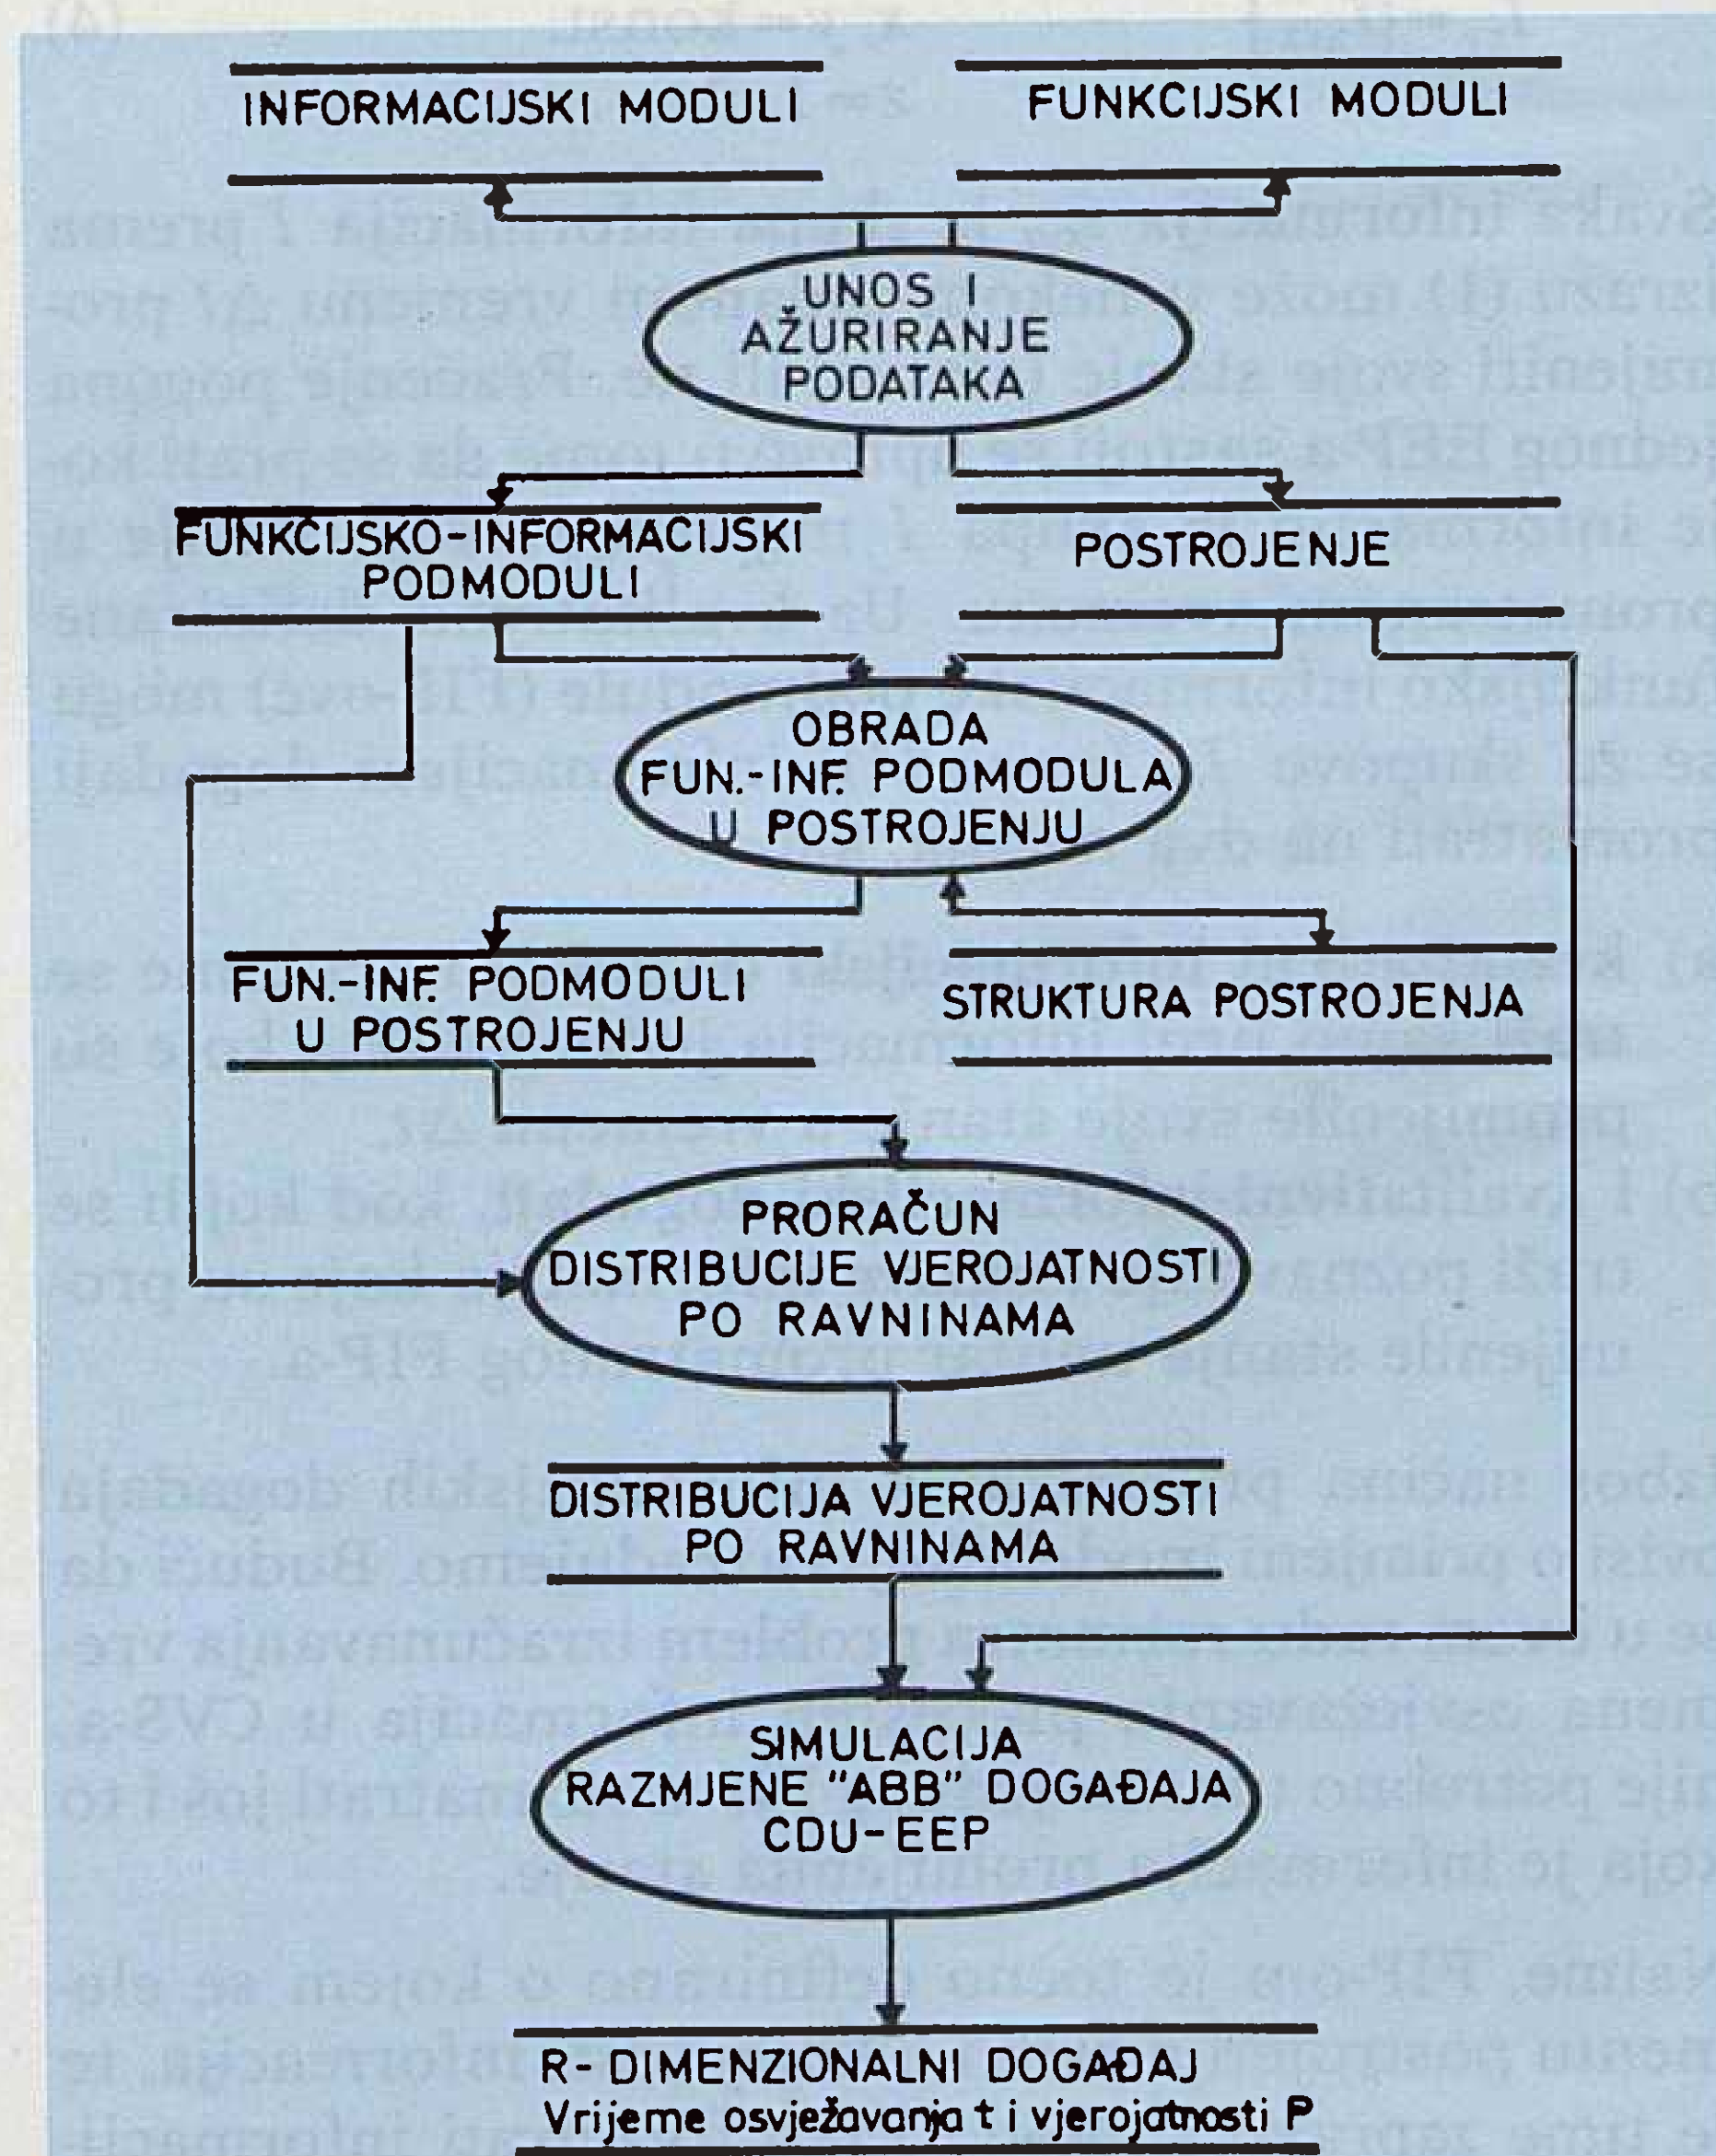 INFORMACIJSKI MODULI
FUNKCIJSKI MODULI
UNOS I
AŽURIRANJE
PODATAKA
FUNKCIJSKO-INFORMACIJSKI
PODMODULI
POSTROJENJE
OBRADA
FUN.-INF. PODMODULA
U POSTROJENJU
FUN.-INF. PODMODULI
U POSTROJENJU
STRUKTURA POSTROJENJA
PRORAČUN
DISTRIBUCIJE VJEROJATNOSTI
PO RAVNINAMA
DISTRIBUCIJA VJEROJATNOSTI
PO RAVNINAMA
SIMULACIJA
RAZMJENE "ABB" DOGAĐAJA
CDU-EEP
R-DIMENZIONALNI DOGAĐAJ
Vrijeme osvježavanja t i vjerojatnosti P